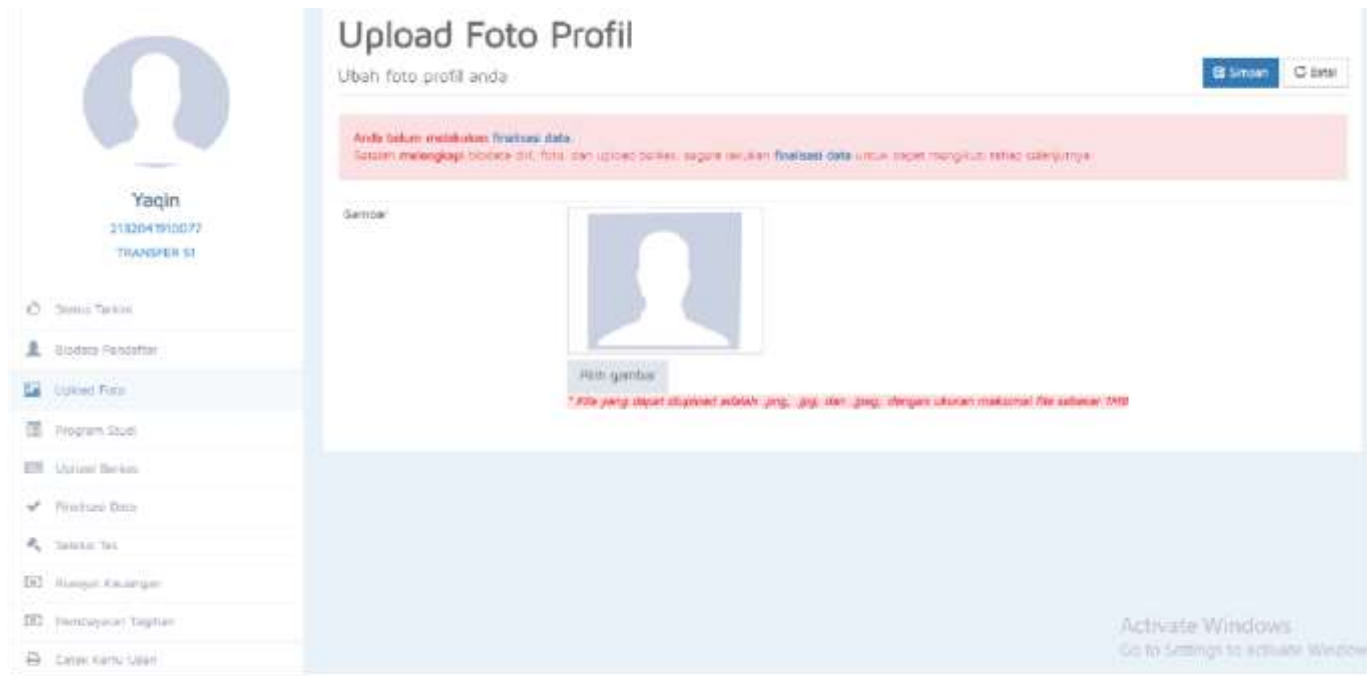 Upload Foto Profil
Ubah foto profil anda
Simpan
Batal
Anda belum melakukan finalisasi data.
Setelah melengkapi biodata diri, foto, dan upload berkas, segera lakukan finalisasi data untuk dapat mengikuti tahap selanjutnya.
Yaqin
TRANSFER S1
Gambar
Pilih gambar
* File yang dapat diupload adalah .png, .jpg, dan .jpeg, dengan ukuran maksimal file sebesar 1MB
Status Terkini
Biodata Pendaftar
Upload Foto
Program Studi
Upload Berkas
Finalisasi Data
Seleksi Tes
Riwayat Keuangan
Pembayaran Tagihan
Cetak Kartu Ujian
Activate Windows
Go to Settings to activate Window